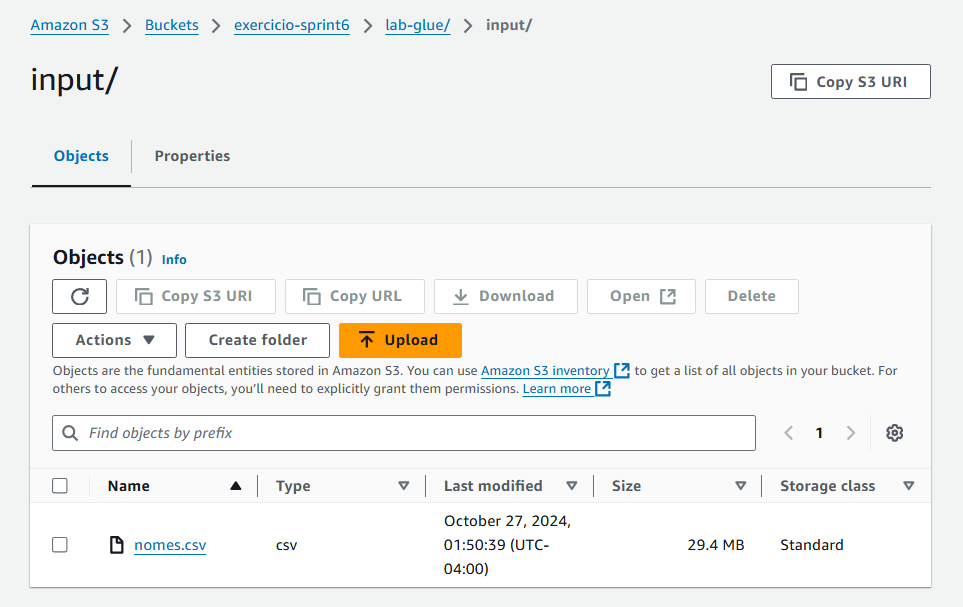 Amazon S3 > Buckets > exercicio-sprint6 > lab-glue/ > input/
input/
Copy S3 URI
Objects
Properties
Objects (1) Info
Copy S3 URI
Copy URL
Download
Open
Delete
Actions
Create folder
Upload
Objects are the fundamental entities stored in Amazon S3. You can use Amazon S3 inventory to get a list of all objects in your bucket. For
others to access your objects, you'll need to explicitly grant them permissions. Learn more
Find objects by prefix
1
Name
Type
Last modified
Size
Storage class
nomes.csv
csv
October 27, 2024,
01:50:39 (UTC-
04:00)
29.4 MB
Standard